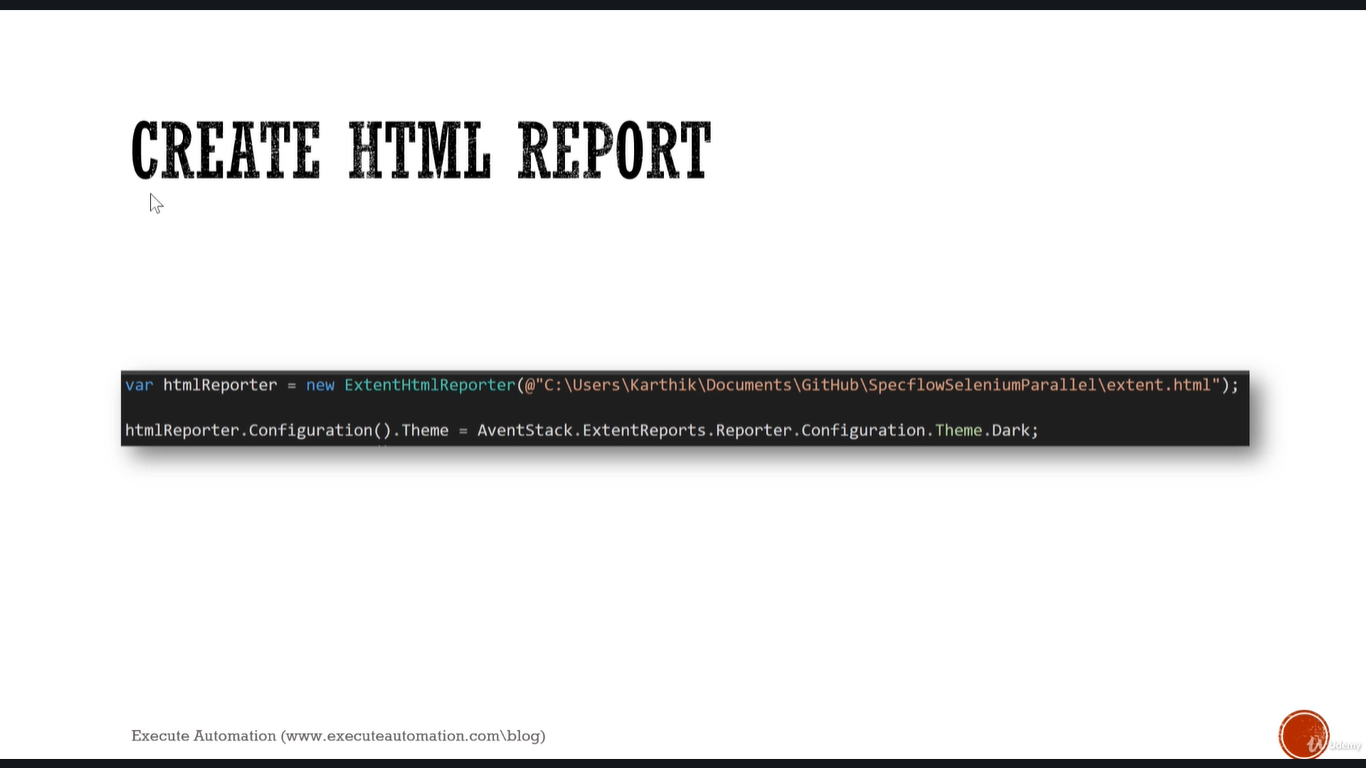 CREATE HTML REPORT
var htmlReporter = new ExtentHtmlReporter(@"C:\Users\Karthik\Documents\GitHub\SpecflowSeleniumParallel\extent.html");
htmlReporter.Configuration().Theme = AventStack.ExtentReports.Reporter.Configuration.Theme.Dark;
Execute Automation (www.executeautomation.com\blog)
Udemy